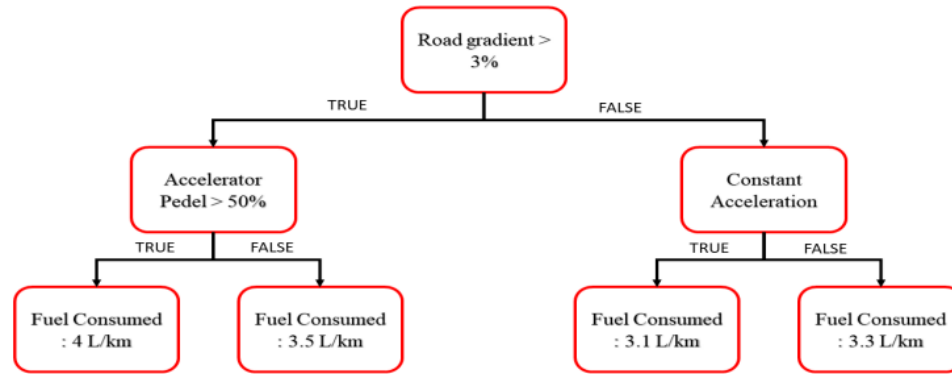 Road gradient >
3%
TRUE
FALSE
Accelerator
Pedel > 50%
Constant
Acceleration
TRUE
FALSE
TRUE
FALSE
Fuel Consumed
: 4 L/km
Fuel Consumed
: 3.5 L/km
Fuel Consumed
: 3.1 L/km
Fuel Consumed
: 3.3 L/km